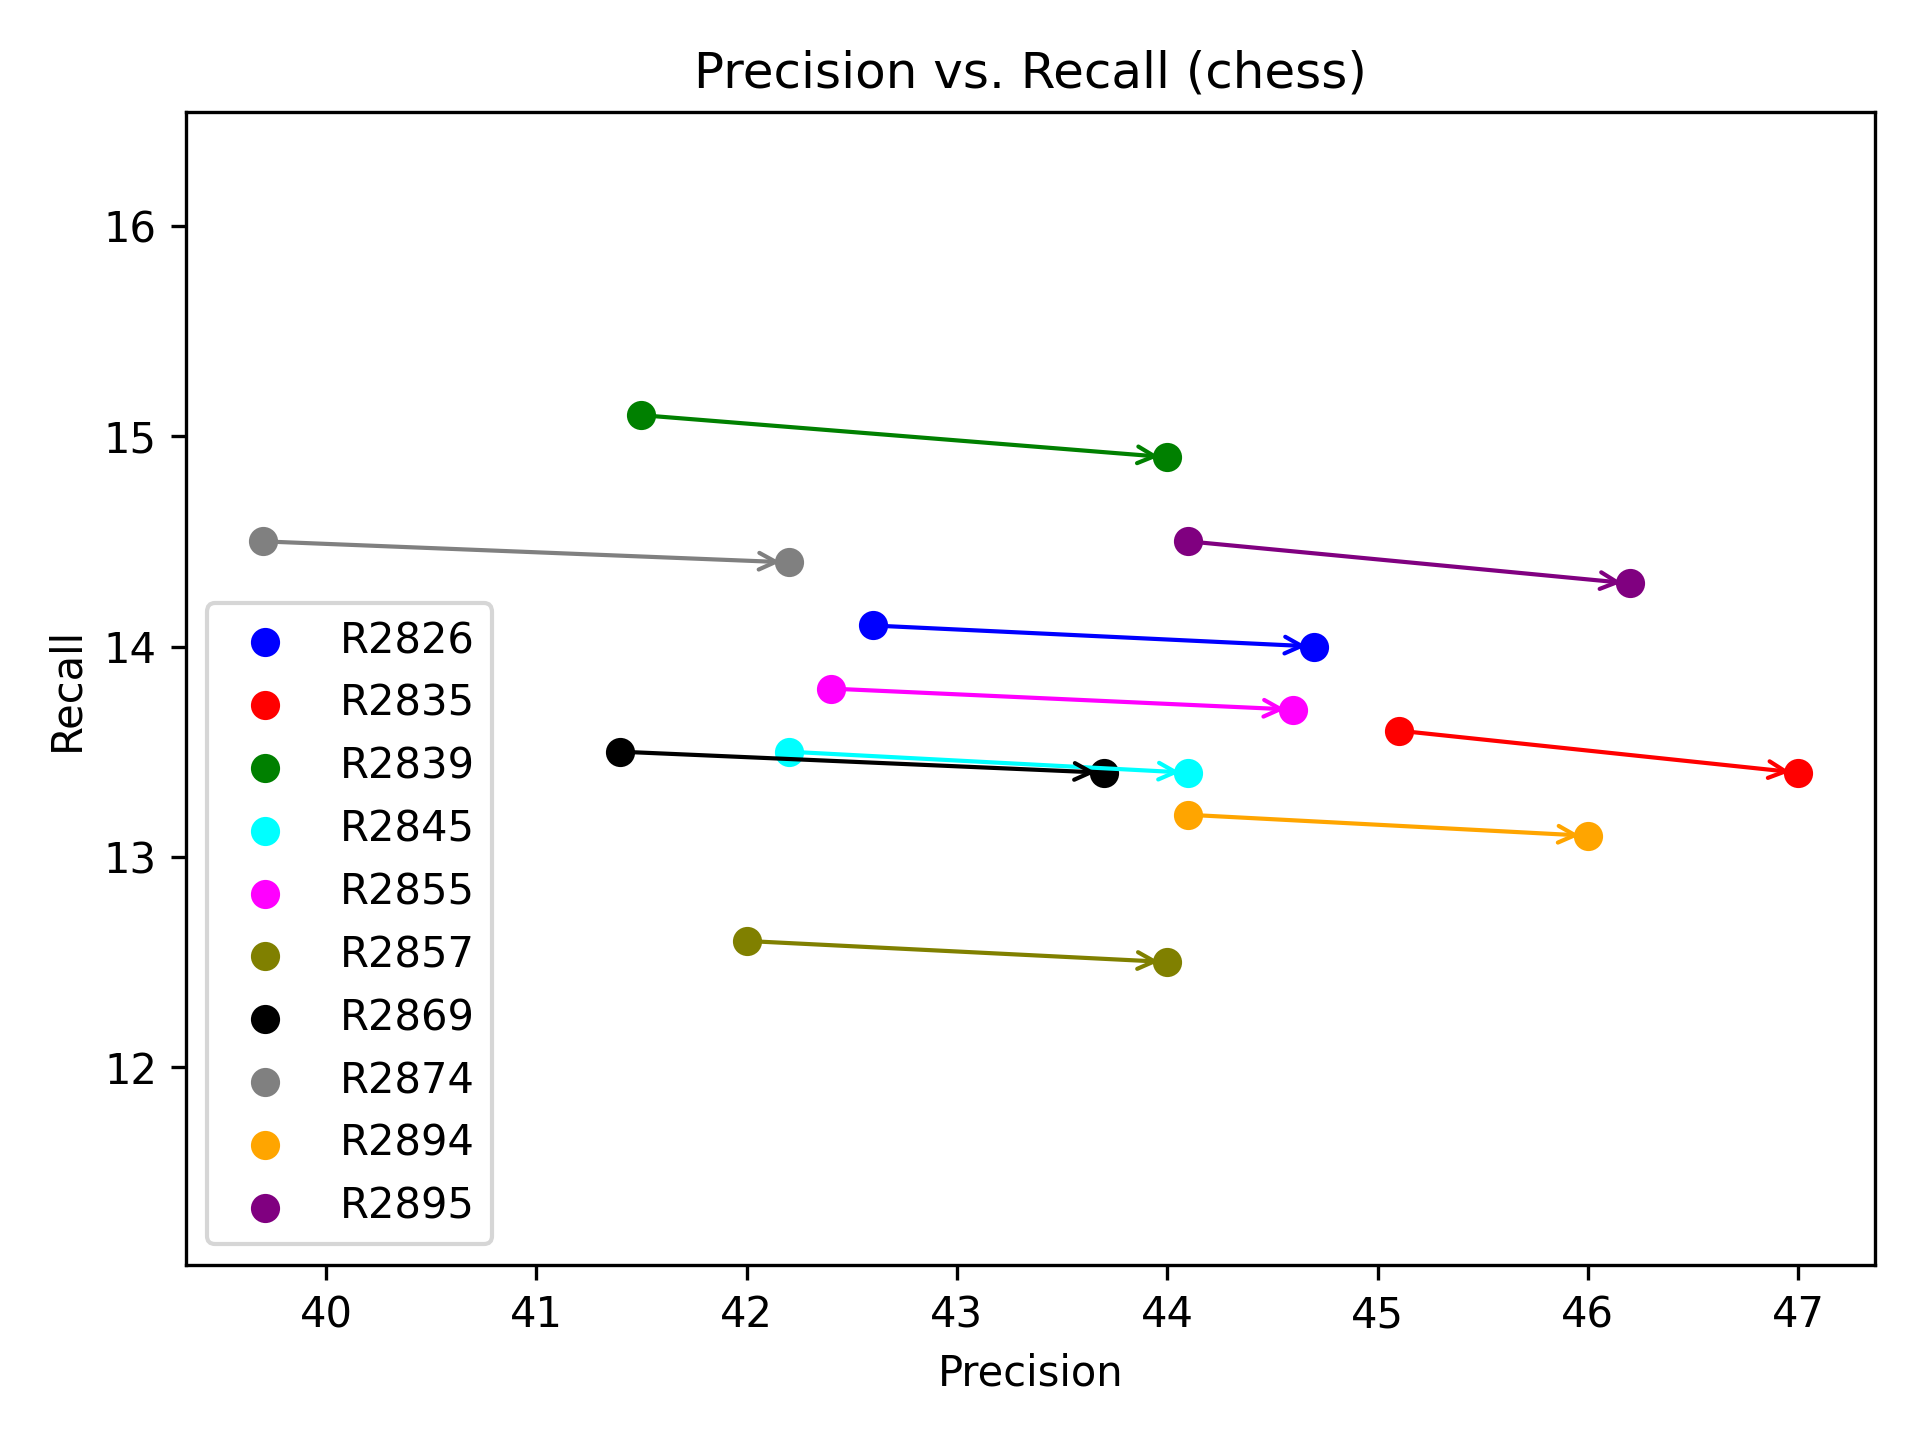 Precision vs. Recall (chess)
16
15
14
13
12
Recall
R2826
R2835
R2839
R2845
R2855
R2857
R2869
R2874
R2894
R2895
40 41 42 43 44 45 46 47
Precision